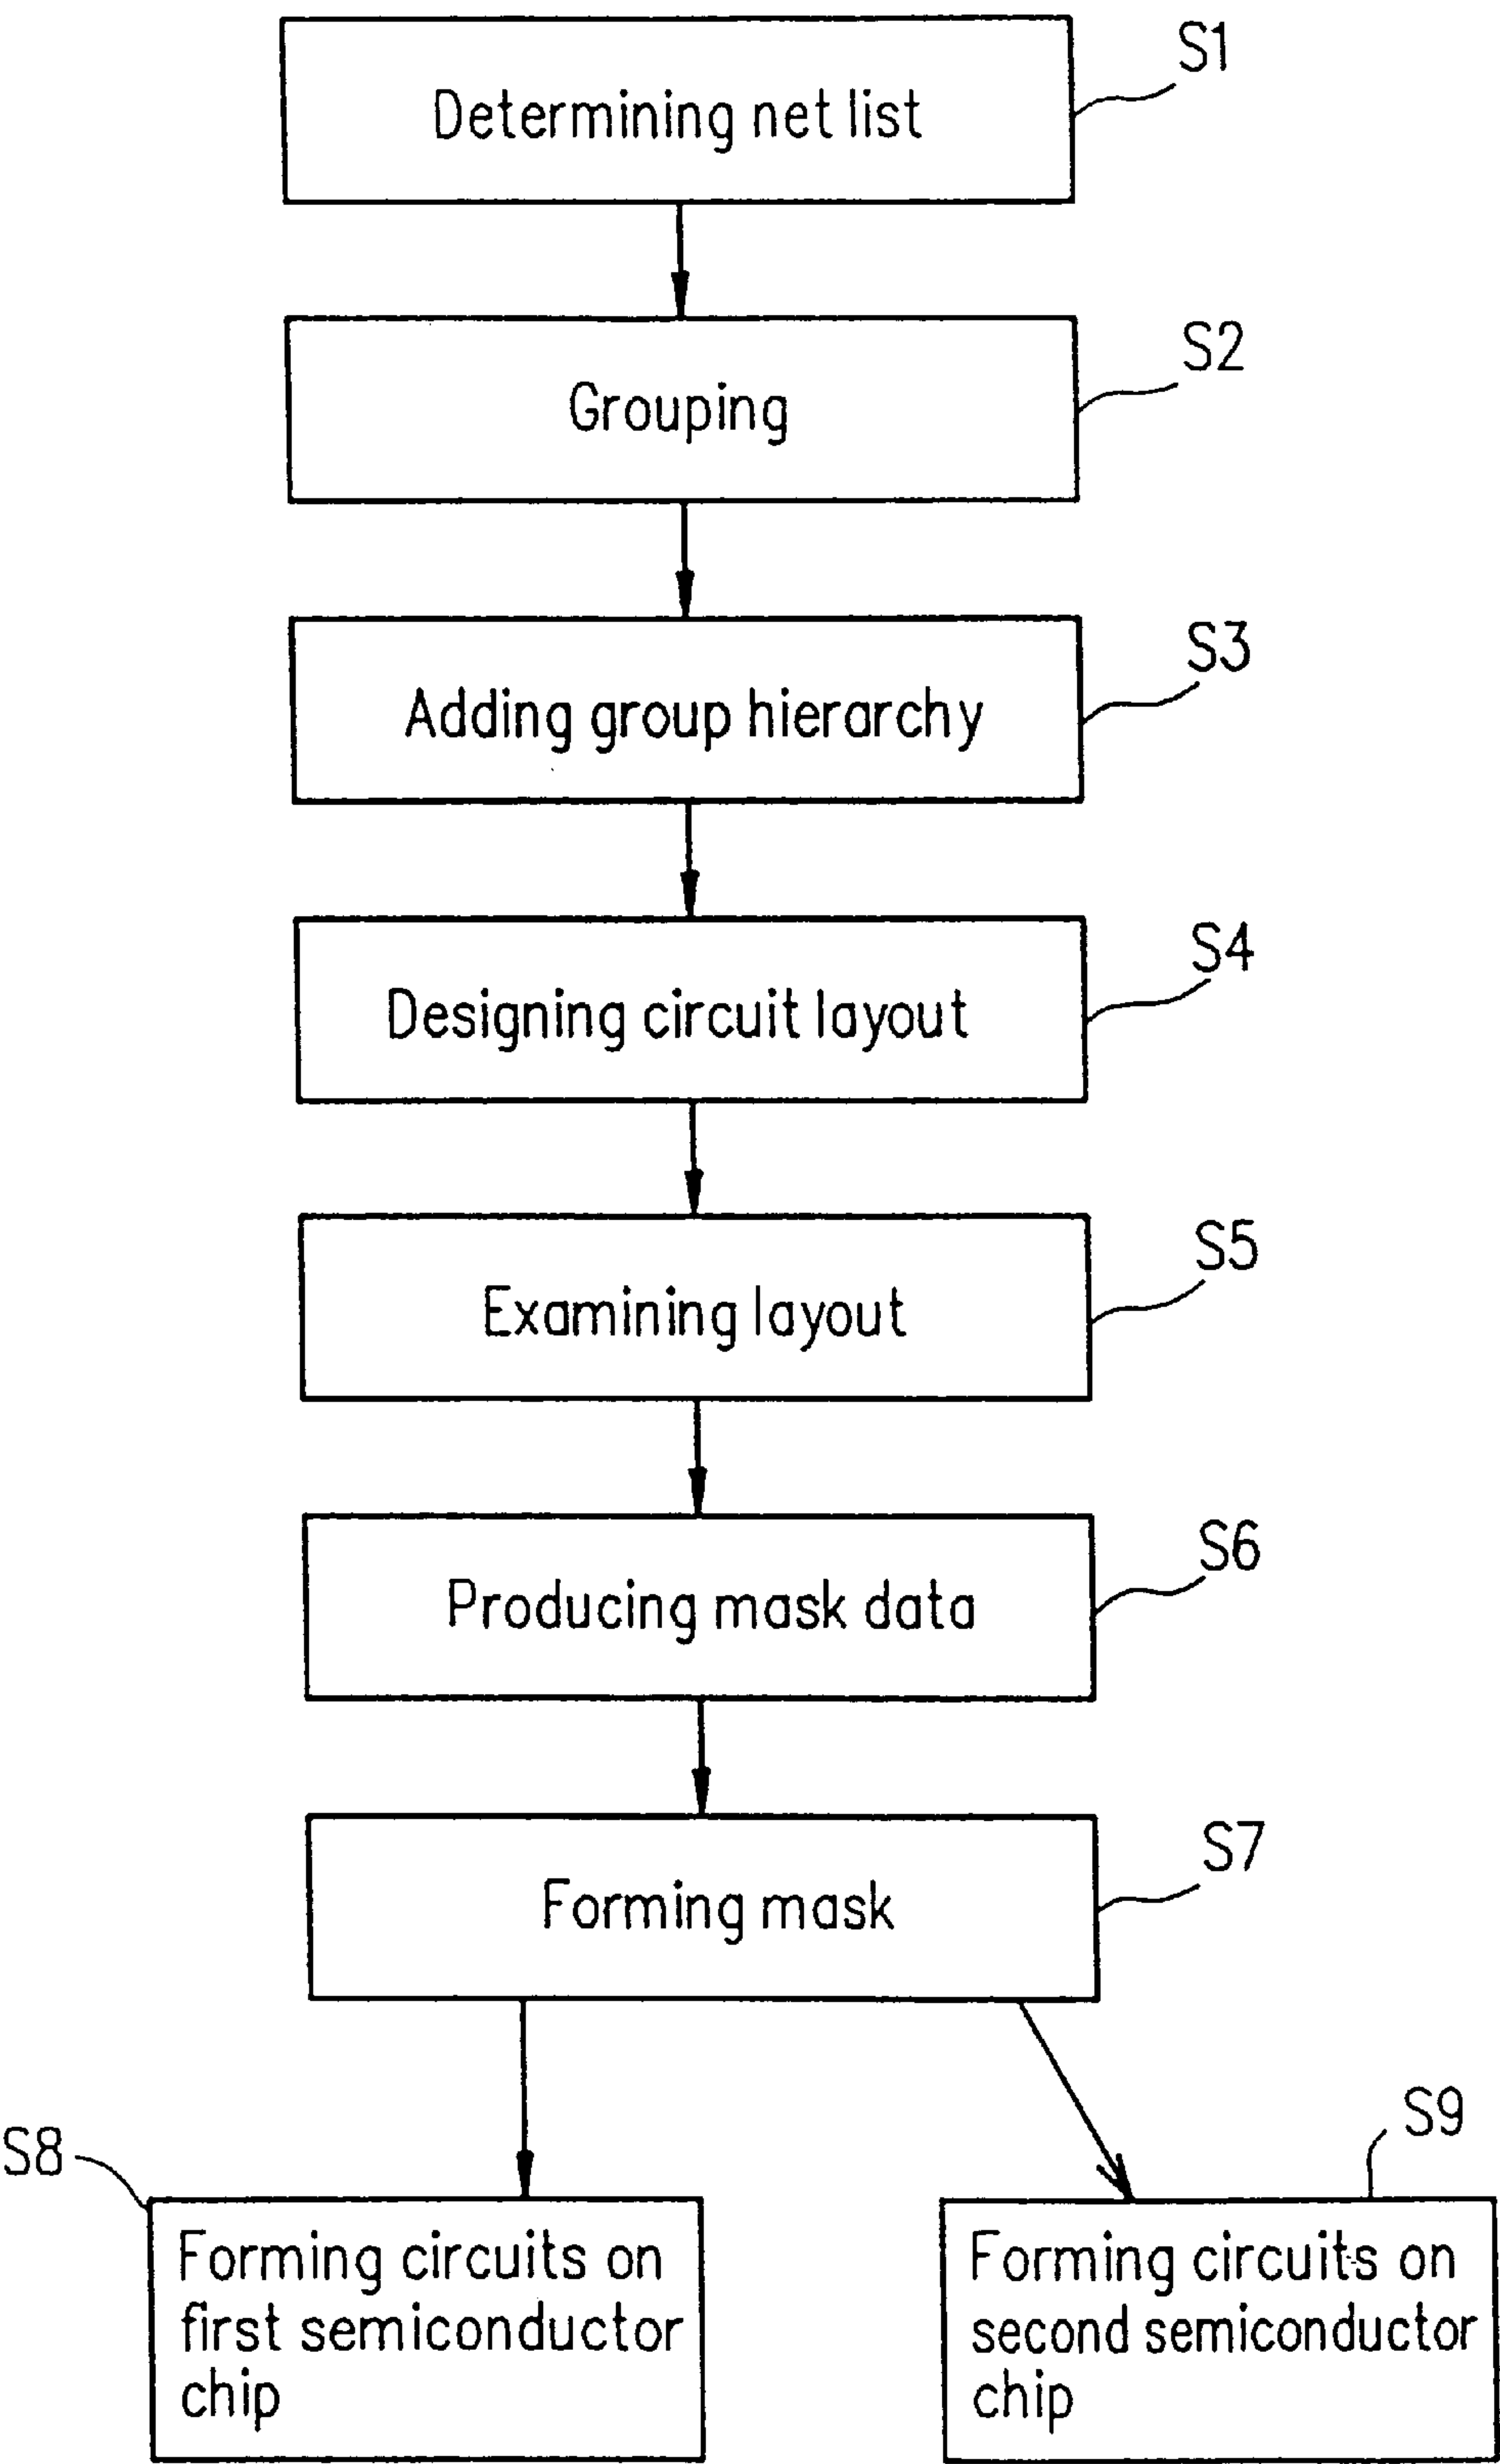 S1
Determining net list
S2
Grouping
S3
Adding group hierarchy
S4
Designing circuit layout
S5
Examining layout
S6
Producing mask data
S7
Forming mask
S8
Forming circuits on
first semiconductor
chip
S9
Forming circuits on
second semiconductor
chip